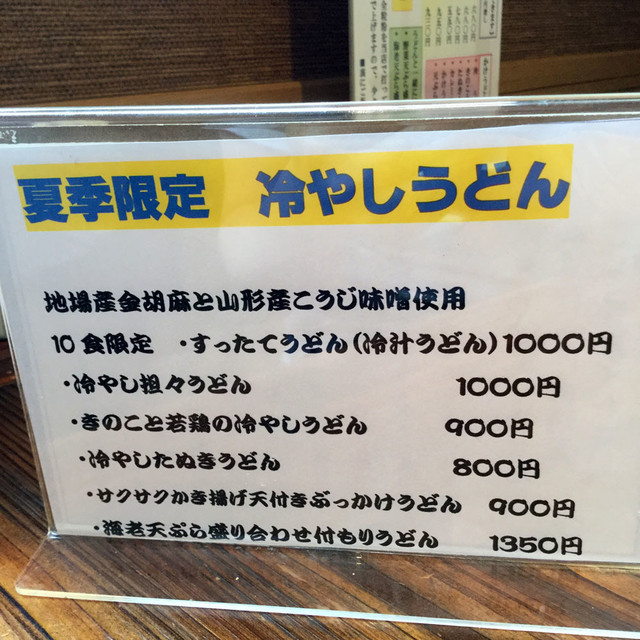 夏季限定 冷やしうどん
地場産金胡麻と山形産こうじ味噌使用
10食限定 ・すったてうどん(冷汁うどん)1000円
・冷やし担々うどん 1000円
・きのこと若鶏の冷やしうどん 900円
・冷やしたぬきうどん 800円
・サクサクかき揚げ天付きぶっかけうどん 900円
・海老天ぷら盛り合わせ付もりうどん 1350円